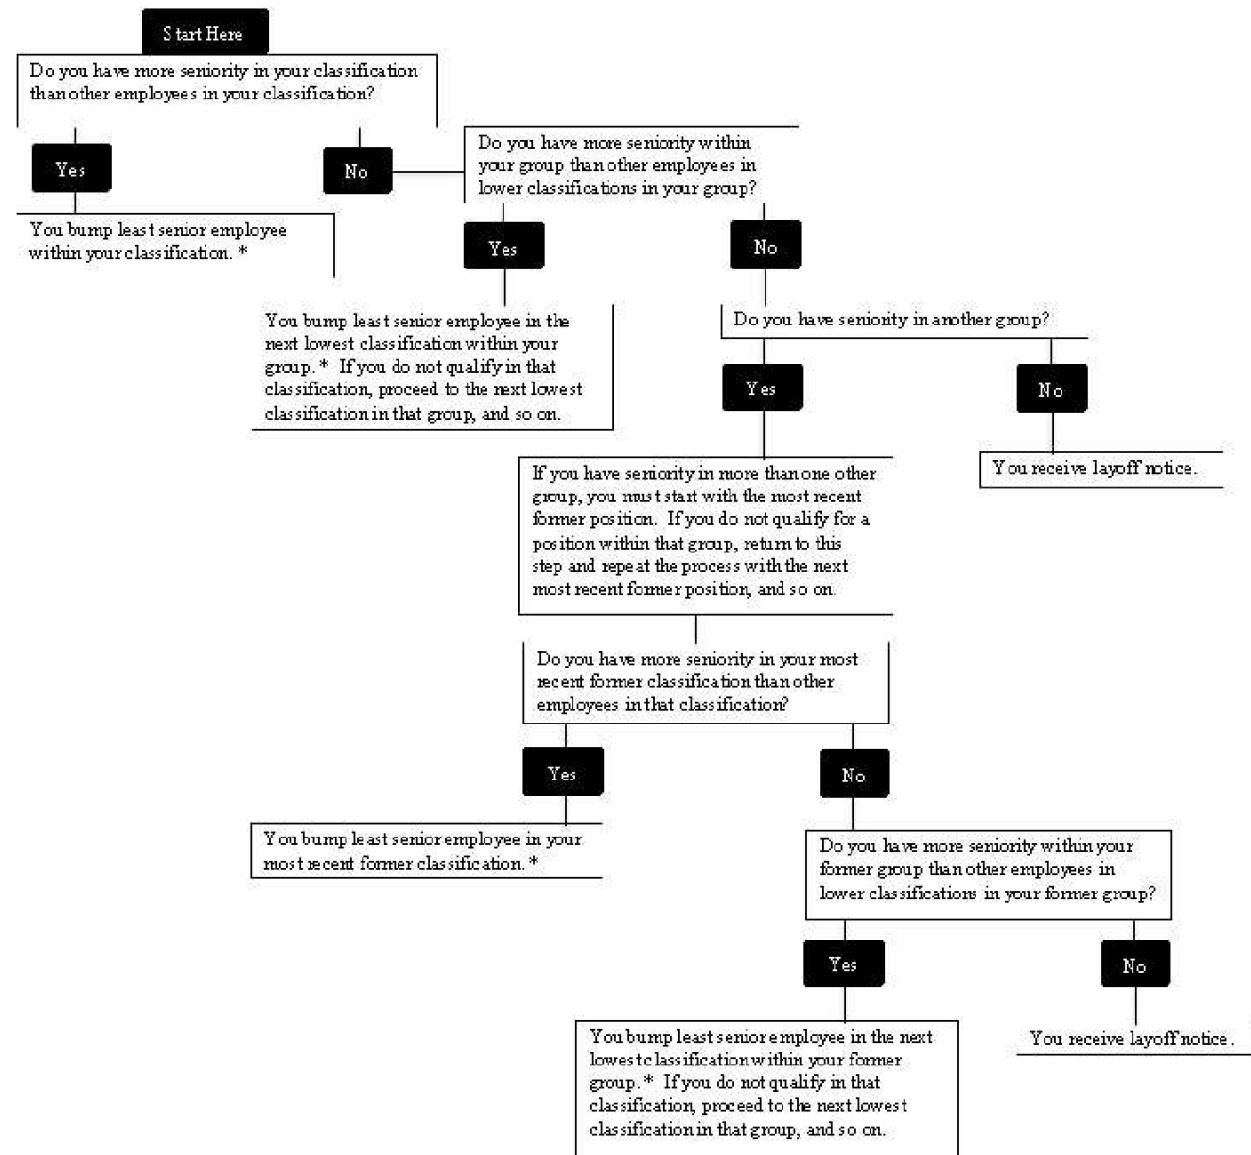 Start Here
Do you have more seniority in your classification
than other employees in your classification?
Yes
No
Do you have more seniority within
your group than other employees in
lower classifications in your group?
You bump least senior employee
within your classification. *
Yes
No
You bump least senior employee in the
next lowest classification within your
group. * If you do not qualify in that
classification, proceed to the next lowest
classification in that group, and so on.
Do you have seniority in another group?
Yes
No
If you have seniority in more than one other
group, you must start with the most recent
former position. If you do not qualify for a
position within that group, return to this
step and repeat the process with the next
most recent former position, and so on.
You receive layoff notice.
Do you have more seniority in your most
recent former classification than other
employees in that classification?
Yes
No
You bump least senior employee in your
most recent former classification. *
Do you have more seniority within your
former group than other employees in
lower classifications in your former group?
Yes
No
You bump least senior employee in the next
lowest classification within your former
group. * If you do not qualify in that
classification, proceed to the next lowest
classification in that group, and so on.
You receive layoff notice.